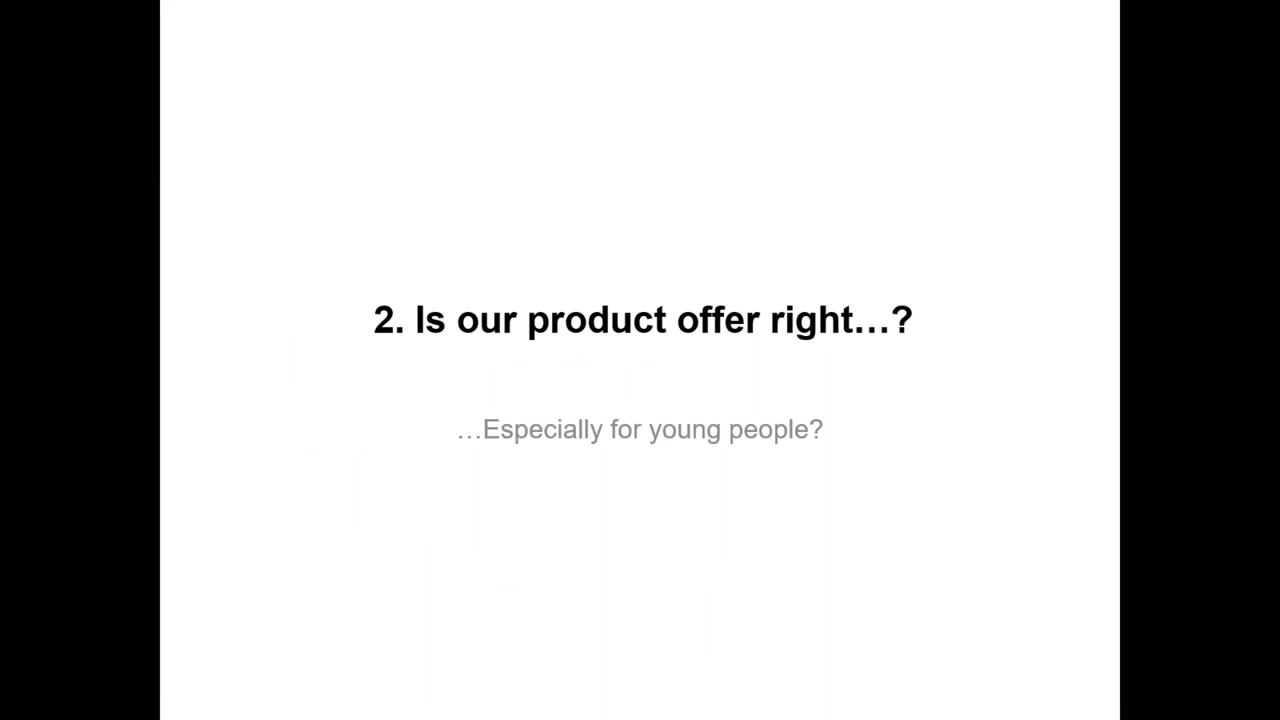 2. Is our product offer right…?
…Especially for young people?